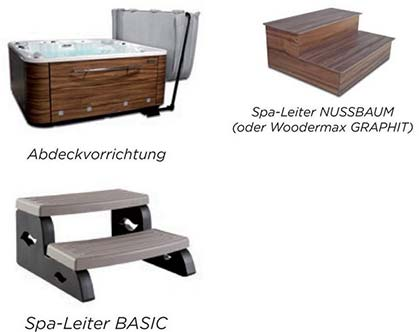 Abdeckvorrichtung
Spa-Leiter NUSSBAUM
(oder Woodermax GRAPHIT)
Spa-Leiter BASIC